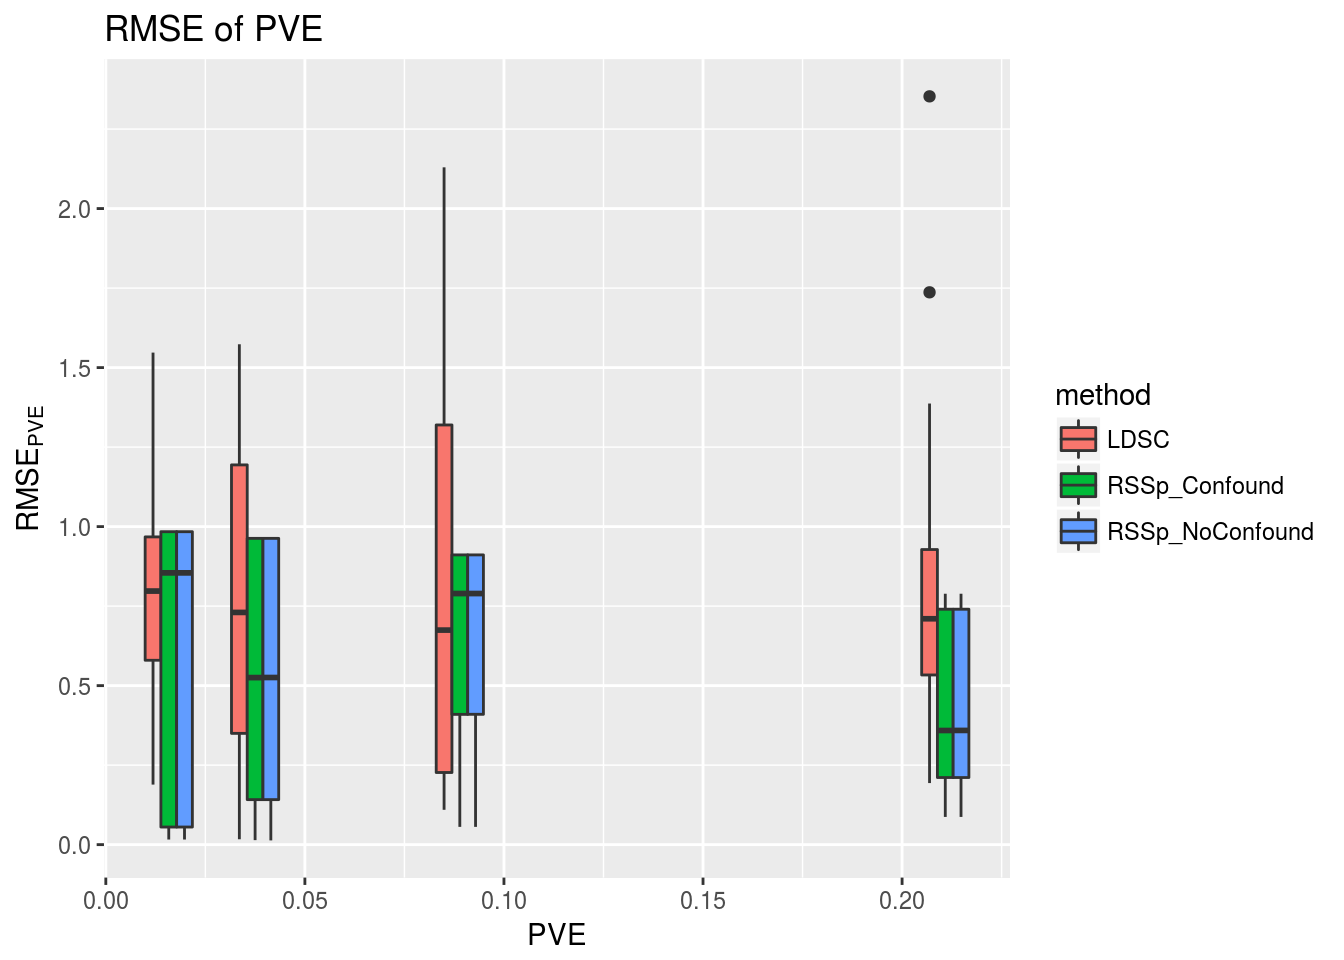 RMSE of PVE
2.0
1.5
1.0
0.5
0.0
RMSE_PVE
0.00 0.05 0.10 0.15 0.20
PVE
method
LDSC
RSSp_Confound
RSSp_NoConfound